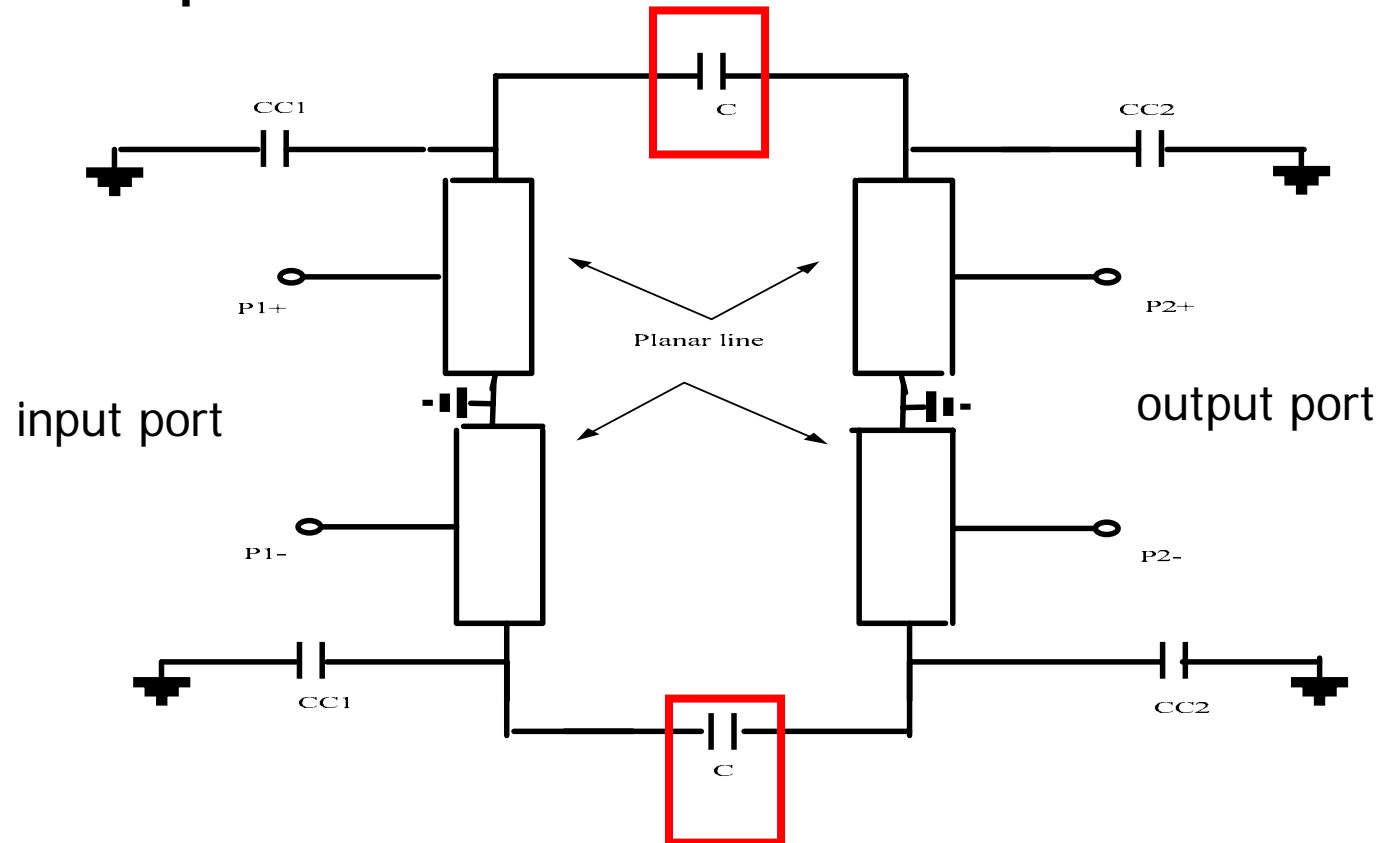 C
CC1
CC2
P1+
P2+
Planar line
input port
output port
P1-
P2-
CC1
CC2
C